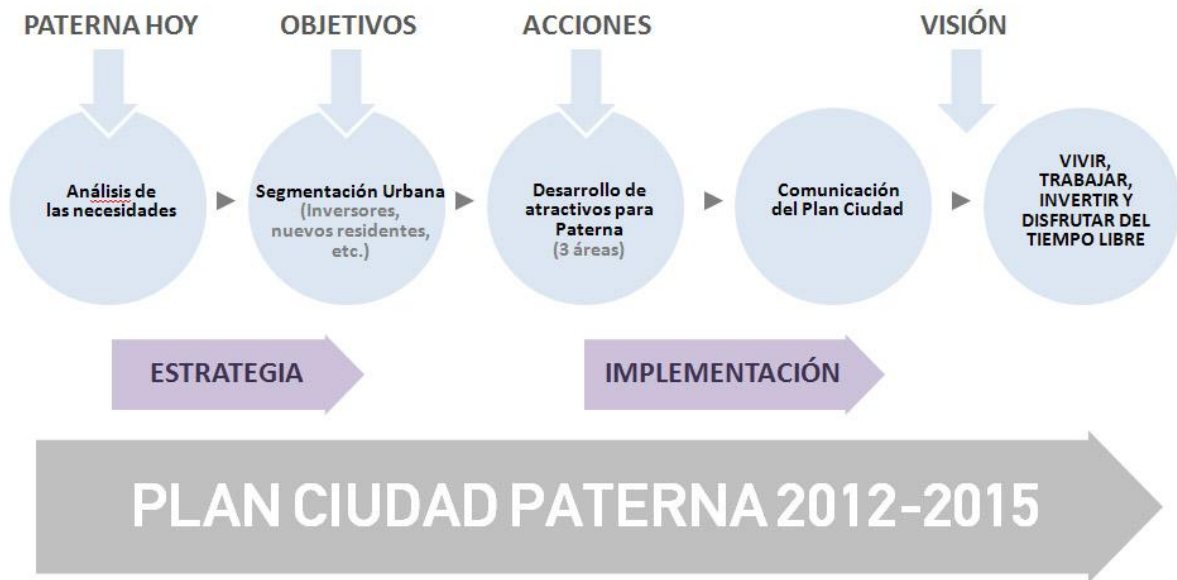 PATERNA HOY
OBJETIVOS
ACCIONES
VISIÓN
Análisis de
las necesidades
Segmentación Urbana
(Inversores,
nuevos residentes,
etc.)
Desarrollo de
atractivos para
Paterna
(3 áreas)
Comunicación
del Plan Ciudad
VIVIR,
TRABAJAR,
INVERTIR Y
DISFRUTAR DEL
TIEMPO LIBRE
ESTRATEGIA
IMPLEMENTACIÓN
PLAN CIUDAD PATERNA 2012-2015